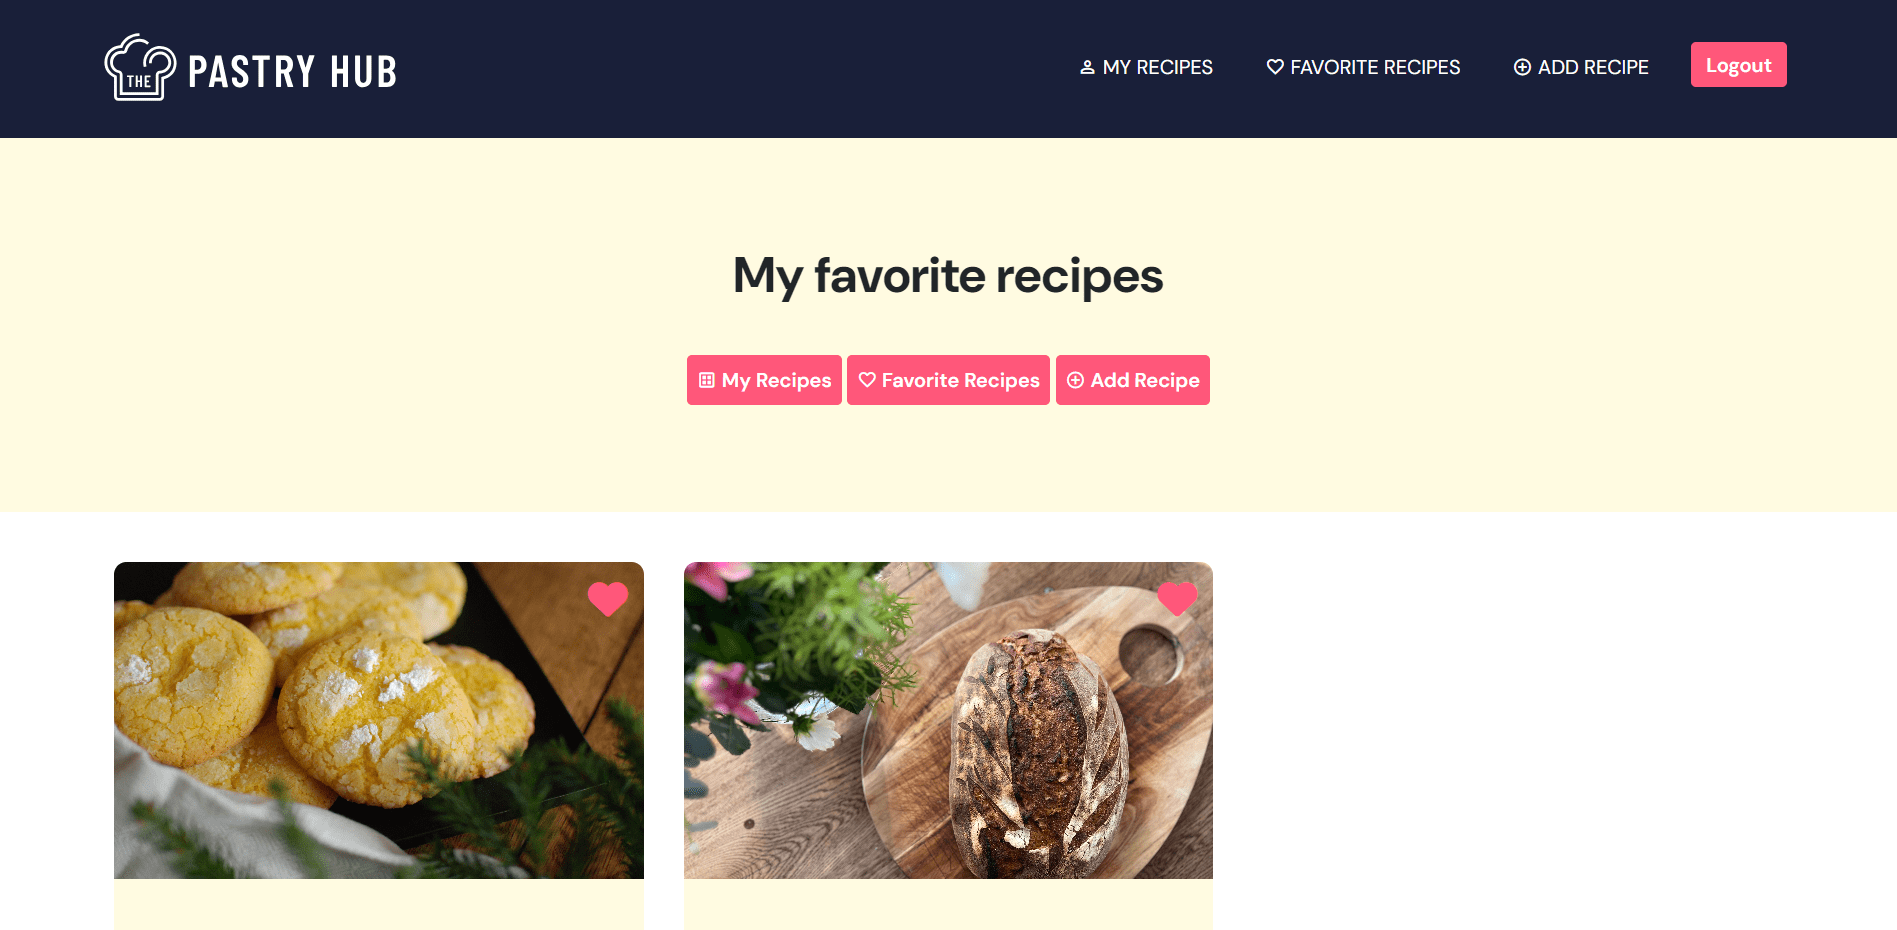 THE PASTRY HUB
MY RECIPES FAVORITE RECIPES ADD RECIPE Logout
My favorite recipes
My Recipes Favorite Recipes Add Recipe